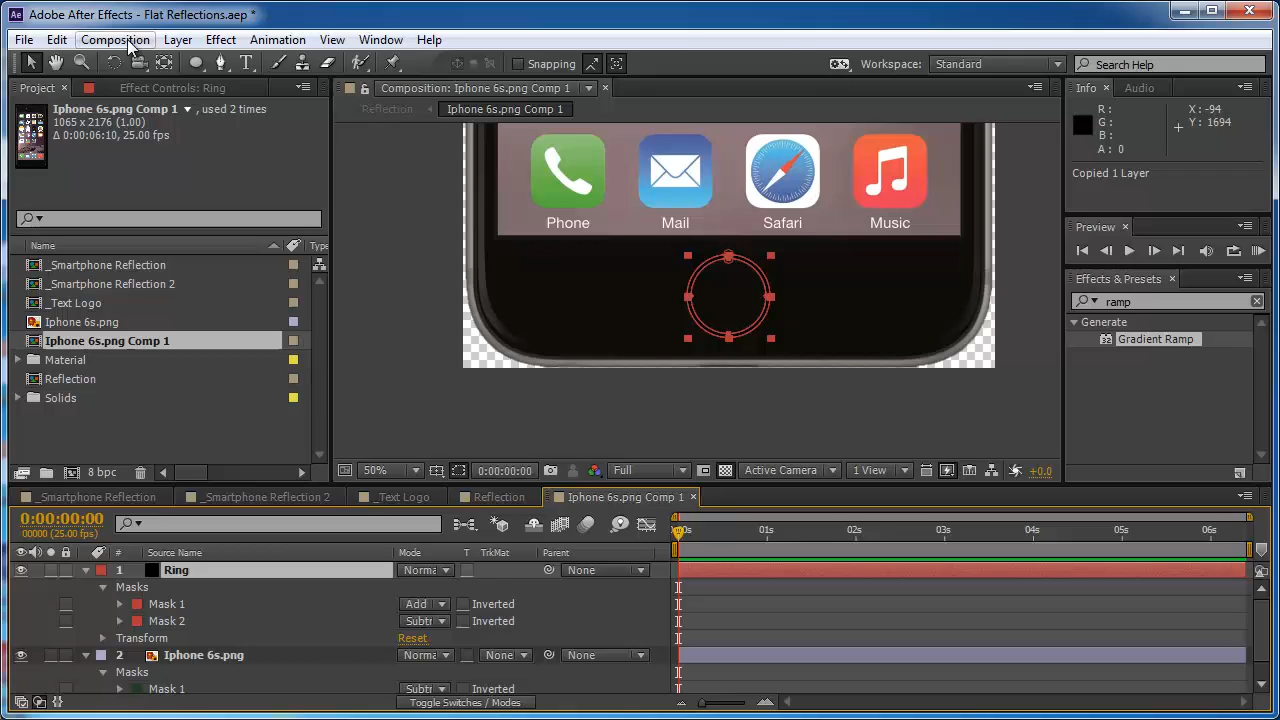 Adobe After Effects - Flat Reflections.aep *
File Edit Composition Layer Effect Animation View Window Help
Snapping
Workspace: Standard
Search Help
Project
Effect Controls: Ring
Composition: Iphone 6s.png Comp 1
Info
Audio
Iphone 6s.png Comp 1 , used 2 times
1065 x 2176 (1.00)
Δ 0:00:06:10, 25.00 fps
Reflection
Iphone 6s.png Comp 1
R:
G:
B:
A: 0
X: -94
Y: 1694
Copied 1 Layer
Phone Mail Safari Music
Preview
Effects & Presets
ramp
Generate
32 Gradient Ramp
Name Type
_Smartphone Reflection
_Smartphone Reflection 2
_Text Logo
Iphone 6s.png
Iphone 6s.png Comp 1
Material
Reflection
Solids
8 bpc
50% 0:00:00:00 Full Active Camera 1 View +0.0
_Smartphone Reflection _Smartphone Reflection 2 _Text Logo Reflection Iphone 6s.png Comp 1
0:00:00:00
00000 (25.00 fps)
01s 02s 03s 04s 05s 06s
# Source Name Mode T TrkMat Parent
1 Ring Norma None
Masks
Mask 1 Add Inverted
Mask 2 Subtr Inverted
Transform Reset
2 Iphone 6s.png Norma None None
Masks
Mask 1 Subtr Inverted
Toggle Switches / Modes